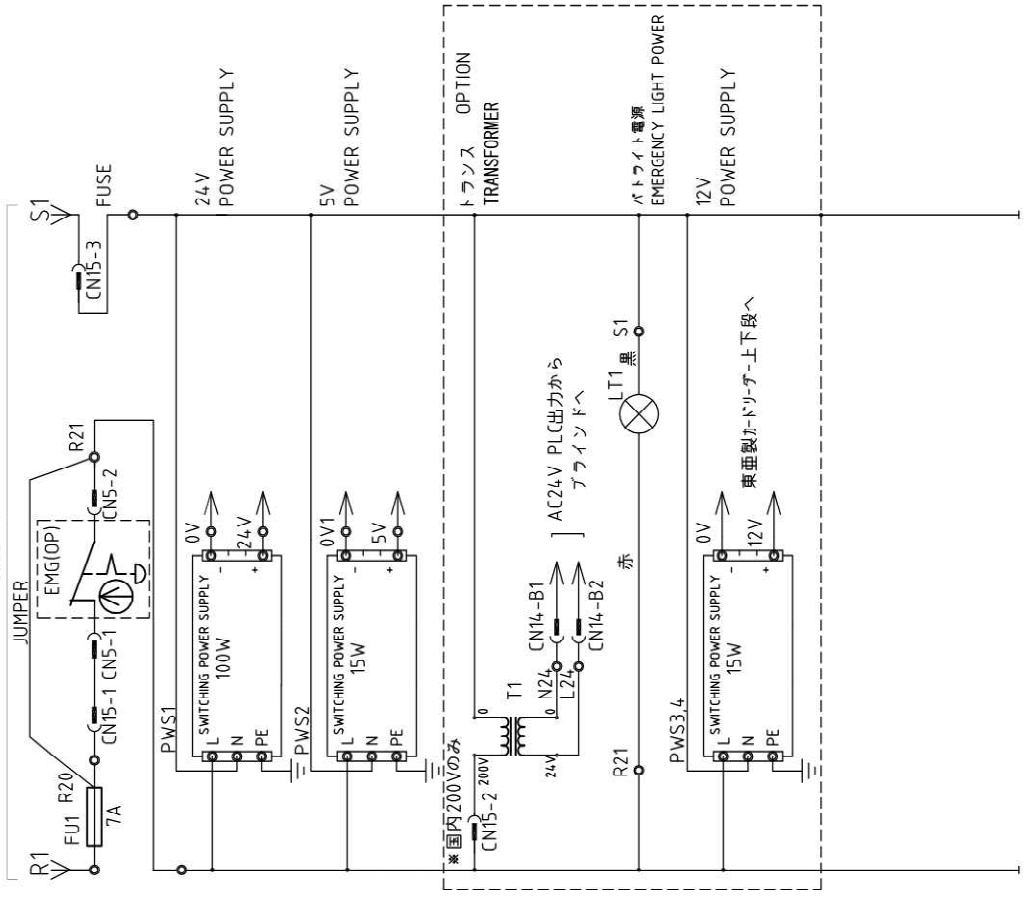 R1
FU1
7A
R20
JUMPER
CN15-1
CN5-1
EMG(OP)
CN5-2
R21
S1
CN15-3
FUSE
PWS1
L
N
PE
SWITCHING POWER SUPPLY
100W
-
+
0V
24V
24V
POWER SUPPLY
PWS2
L
N
PE
SWITCHING POWER SUPPLY
15W
-
+
0V1
5V
5V
POWER SUPPLY
※国内200Vのみ
CN15-2
200V
0
T1
24V
0
N24
L24
CN14-B1
CN14-B2
AC24V PLC出力から
ブラインドへ
トランス OPTION
TRANSFORMER
R21
赤
LT1
黒
S1
パトライト電源
EMERGENCY LIGHT POWER
PWS3,4
L
N
PE
SWITCHING POWER SUPPLY
15W
-
+
0V
12V
東亜製カードリーダー上下段へ
12V
POWER SUPPLY